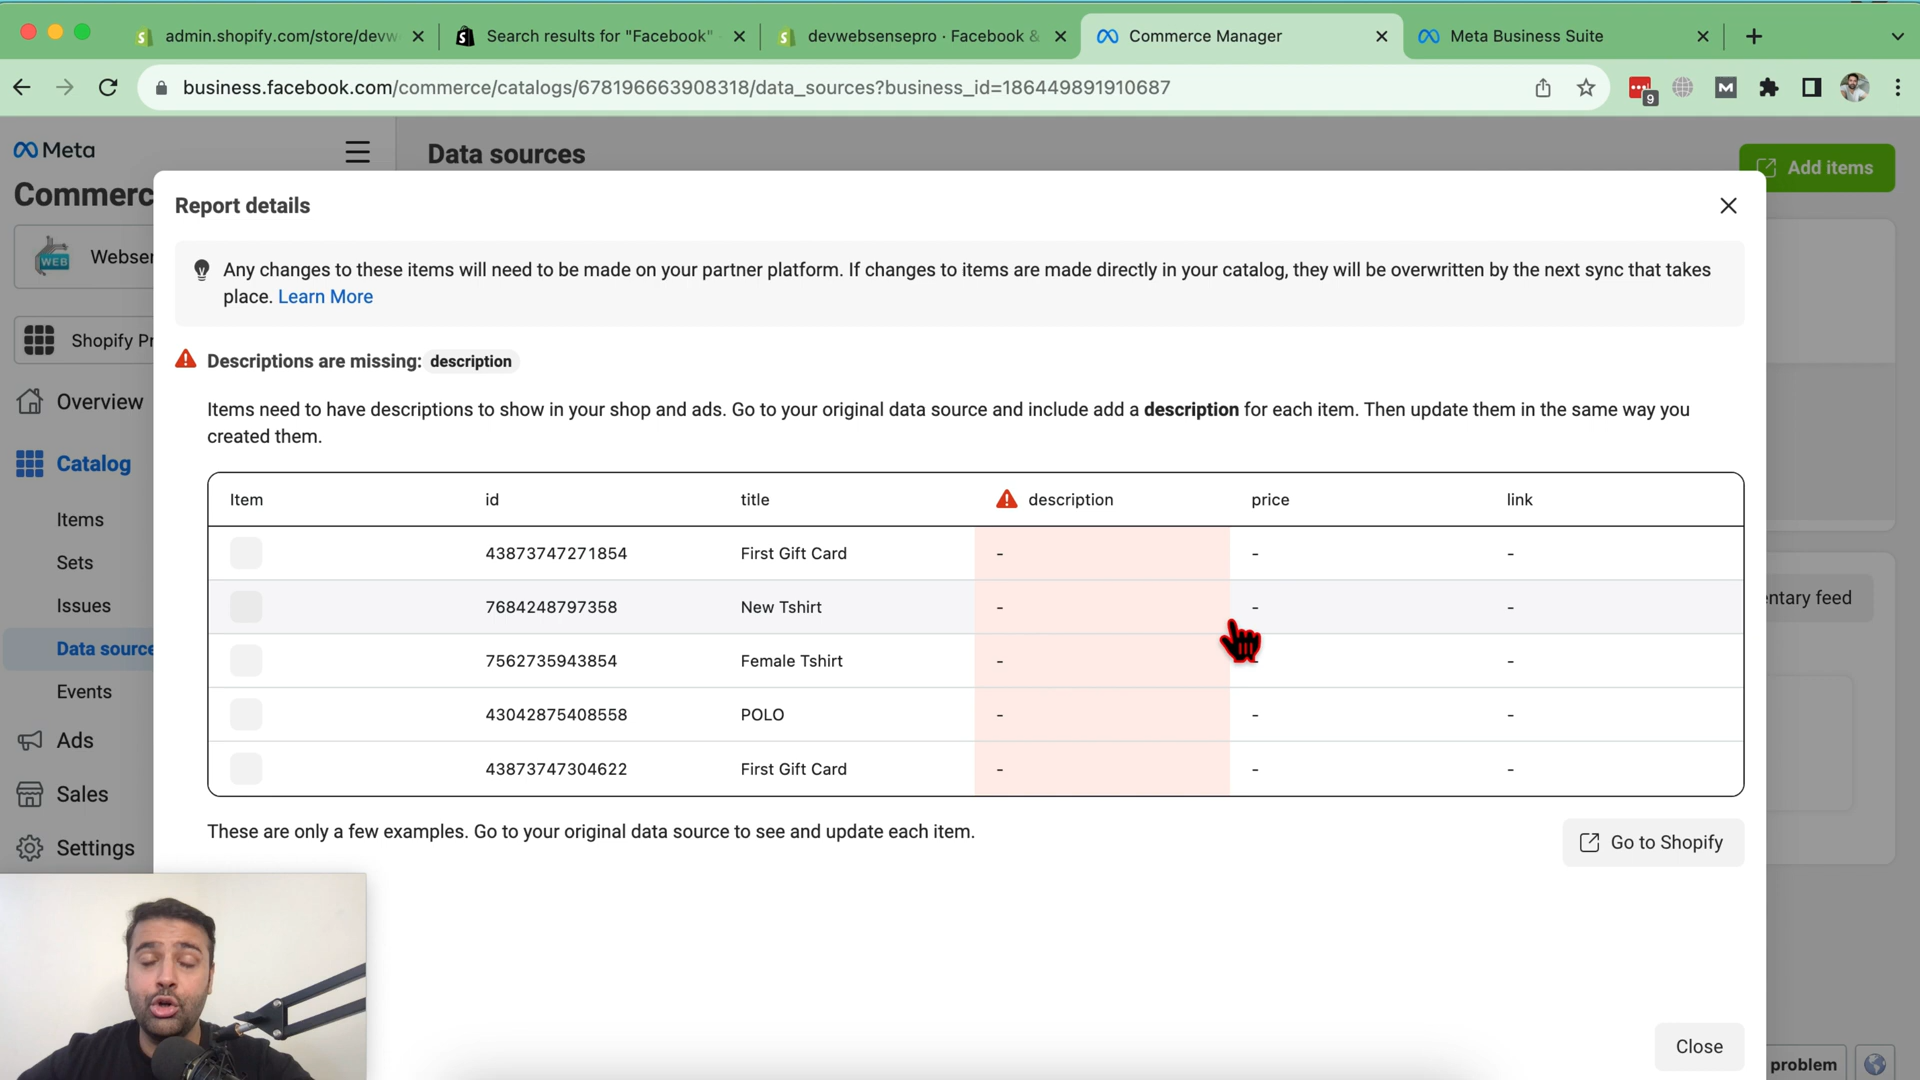 admin.shopify.com/store/devw
Search results for "Facebook"
devwebsensepro · Facebook &
Commerce Manager
Meta Business Suite
business.facebook.com/commerce/catalogs/678196663908318/data_sources?business_id=186449891910687
9
M
Meta
Data sources
Add items
Commerc
WEB
Webser
Shopify Pr
Overview
Catalog
Items
Sets
Issues
Data source
Events
Ads
Sales
Settings
Report details
Any changes to these items will need to be made on your partner platform. If changes to items are made directly in your catalog, they will be overwritten by the next sync that takes
place. Learn More
Descriptions are missing: description
Items need to have descriptions to show in your shop and ads. Go to your original data source and include add a description for each item. Then update them in the same way you
created them.
Item id title description price link
43873747271854 First Gift Card - - -
7684248797358 New Tshirt - - -
7562735943854 Female Tshirt - - -
43042875408558 POLO - - -
43873747304622 First Gift Card - - -
These are only a few examples. Go to your original data source to see and update each item.
Go to Shopify
Close
ntary feed
problem